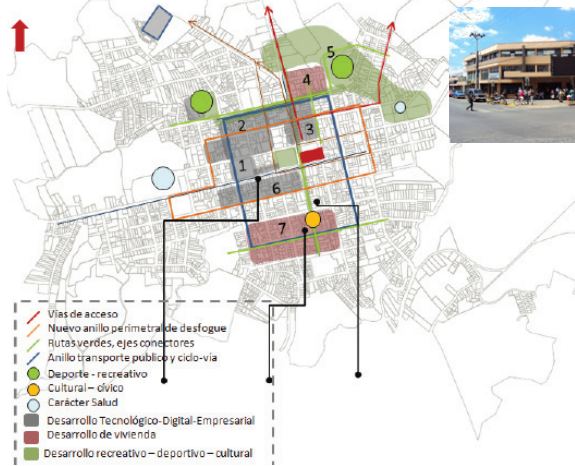 5
4
2
3
1
6
7
Vías de acceso
Nuevo anillo perimetral de desfogue
Rutas verdes, ejes conectores
Anillo transporte público y ciclo-vía
Deporte - recreativo
Cultural – cívico
Carácter Salud
Desarrollo Tecnológico-Digital-Empresarial
Desarrollo de vivienda
Desarrollo recreativo – deportivo – cultural